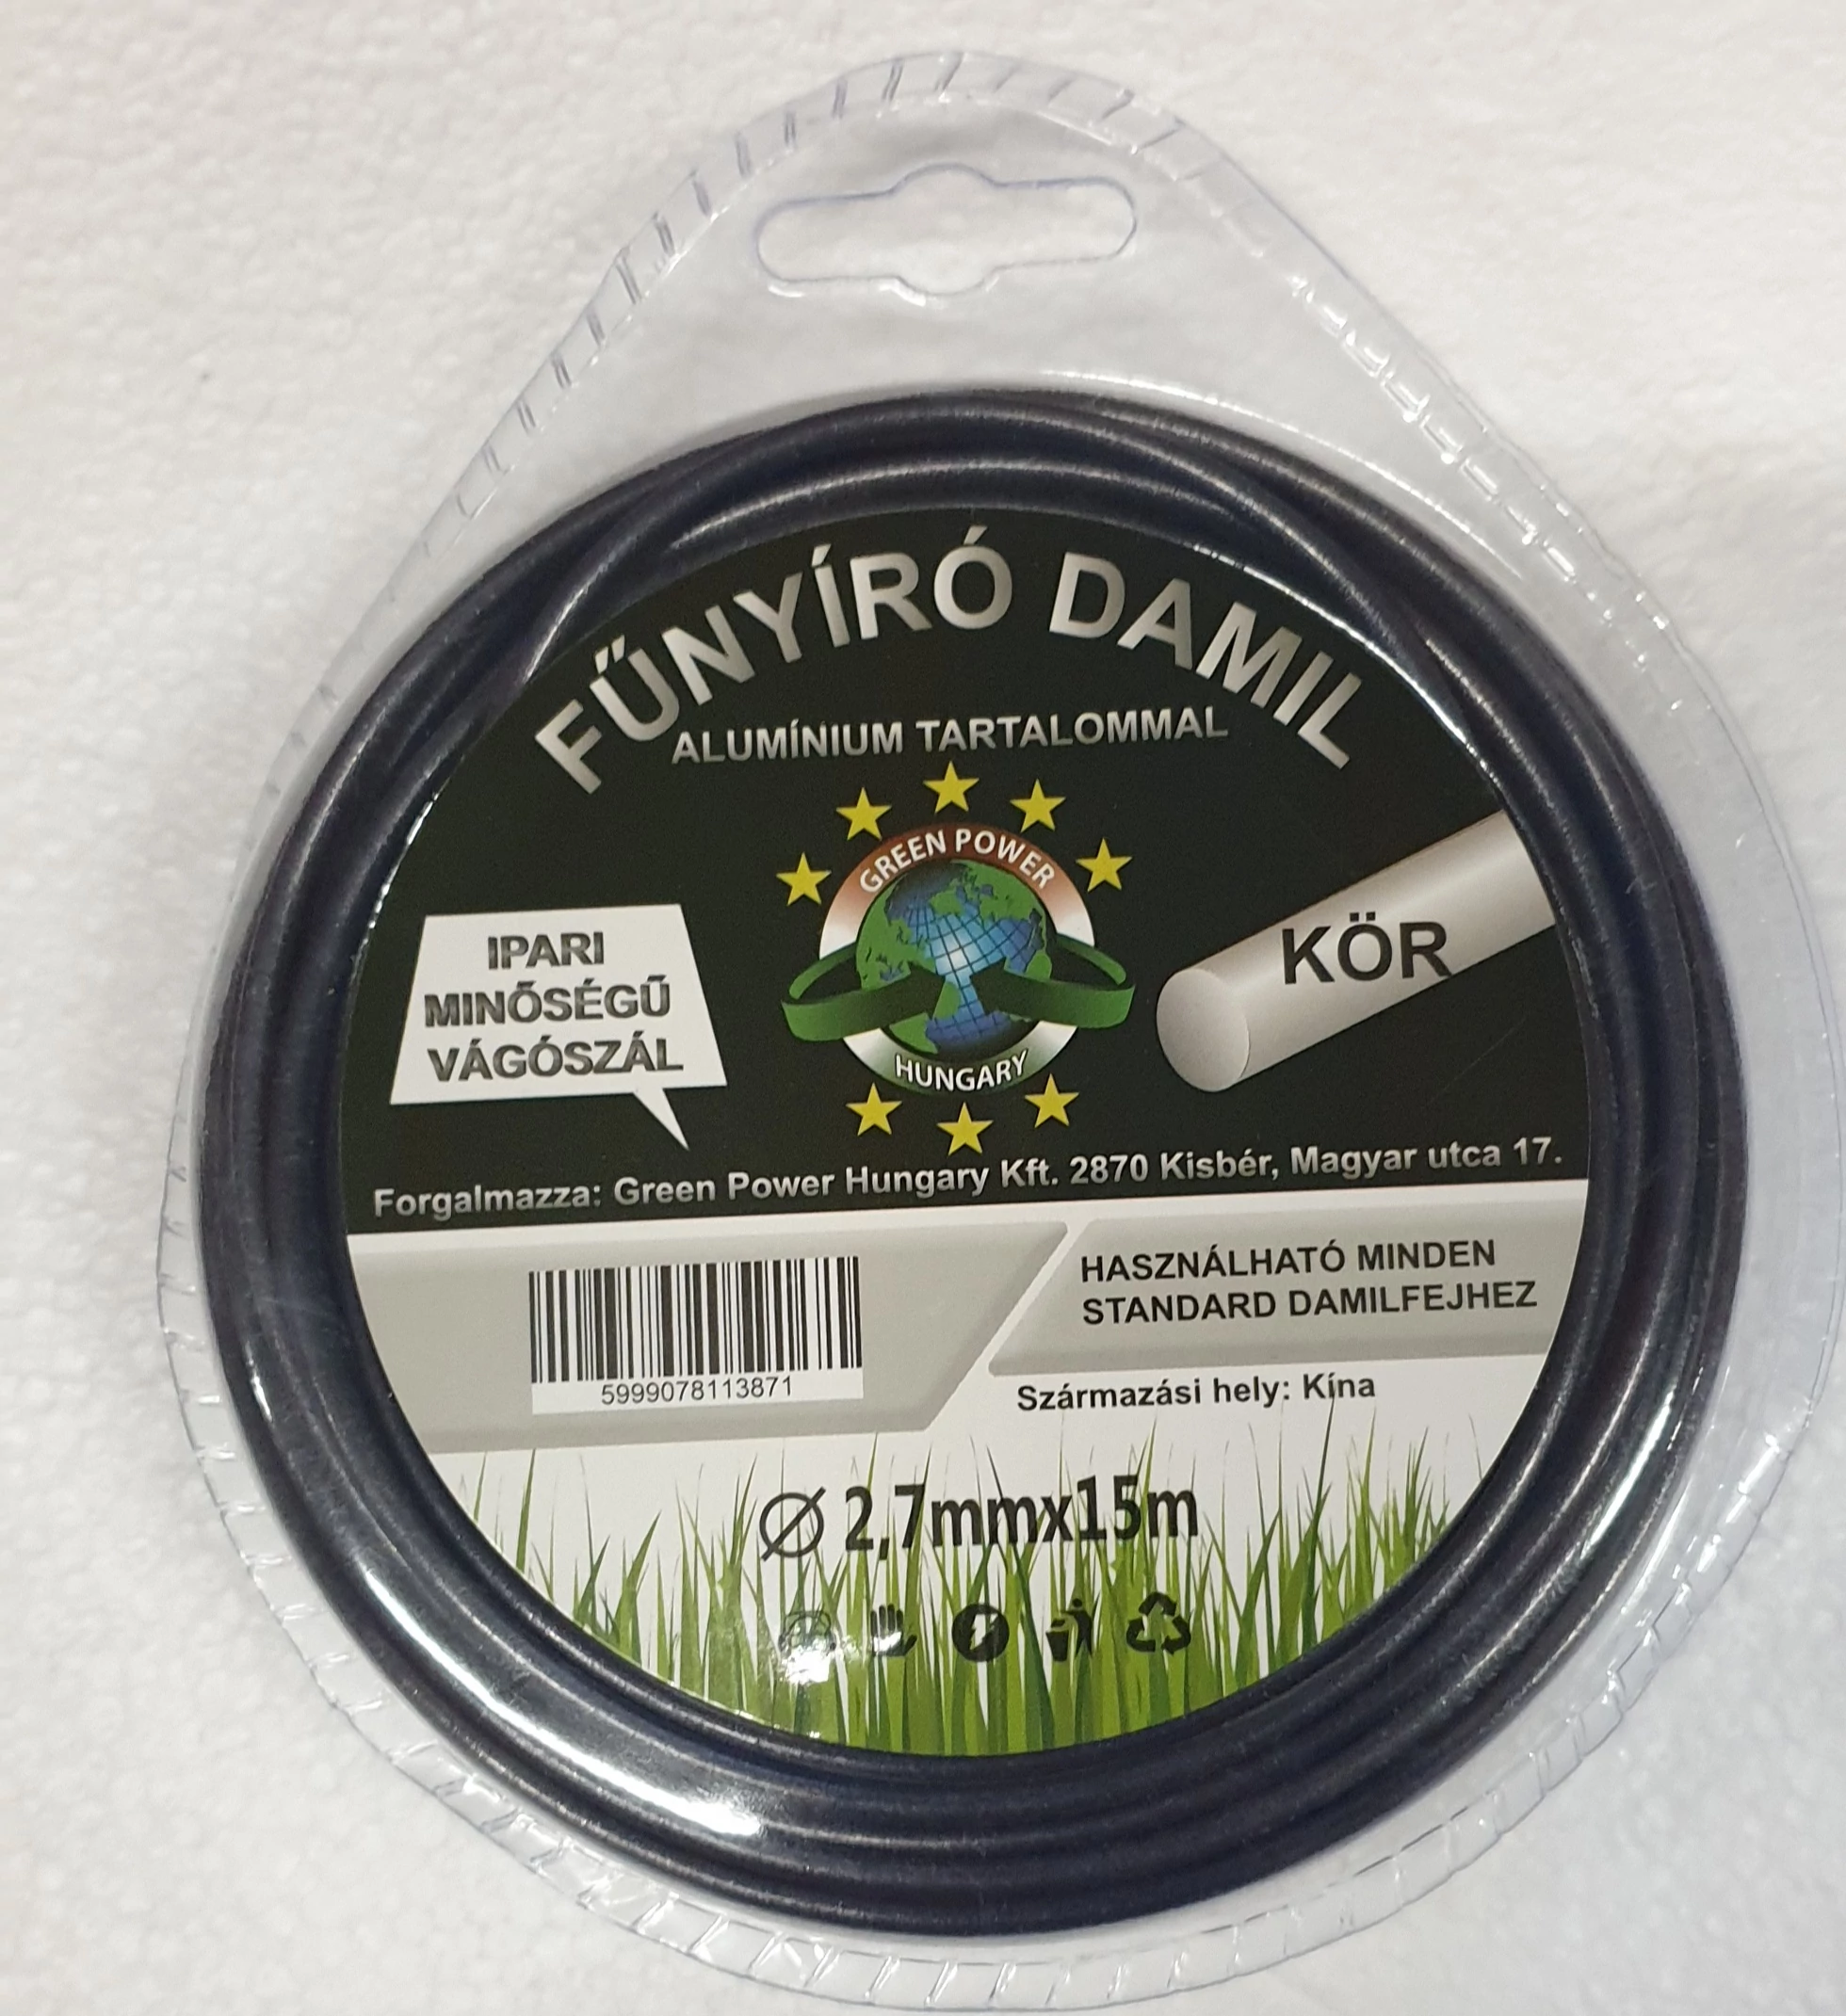 FŰNYÍRÓ DAMIL
ALUMÍNIUM TARTALOMMAL
GREEN POWER
HUNGARY
IPARI
MINŐSÉGŰ
VÁGÓSZÁL
KÖR
Forgalmazza: Green Power Hungary Kft. 2870 Kisbér, Magyar utca 17.
HASZNÁLHATÓ MINDEN
STANDARD DAMILFEJHEZ
5999078113871
Származási hely: Kína
Ø 2,7mmx15m